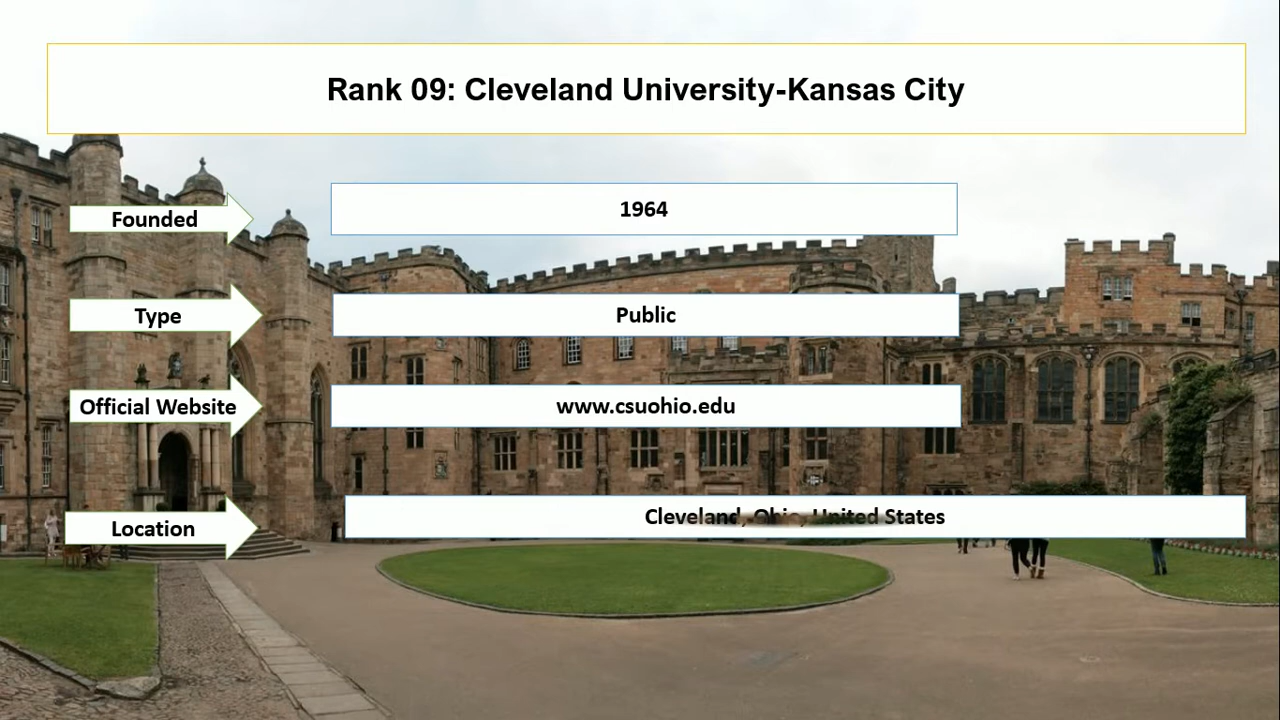 Rank 09: Cleveland University-Kansas City
Founded
1964
Type
Public
Official Website
www.csuohio.edu
Location
Cleveland, Ohio, United States